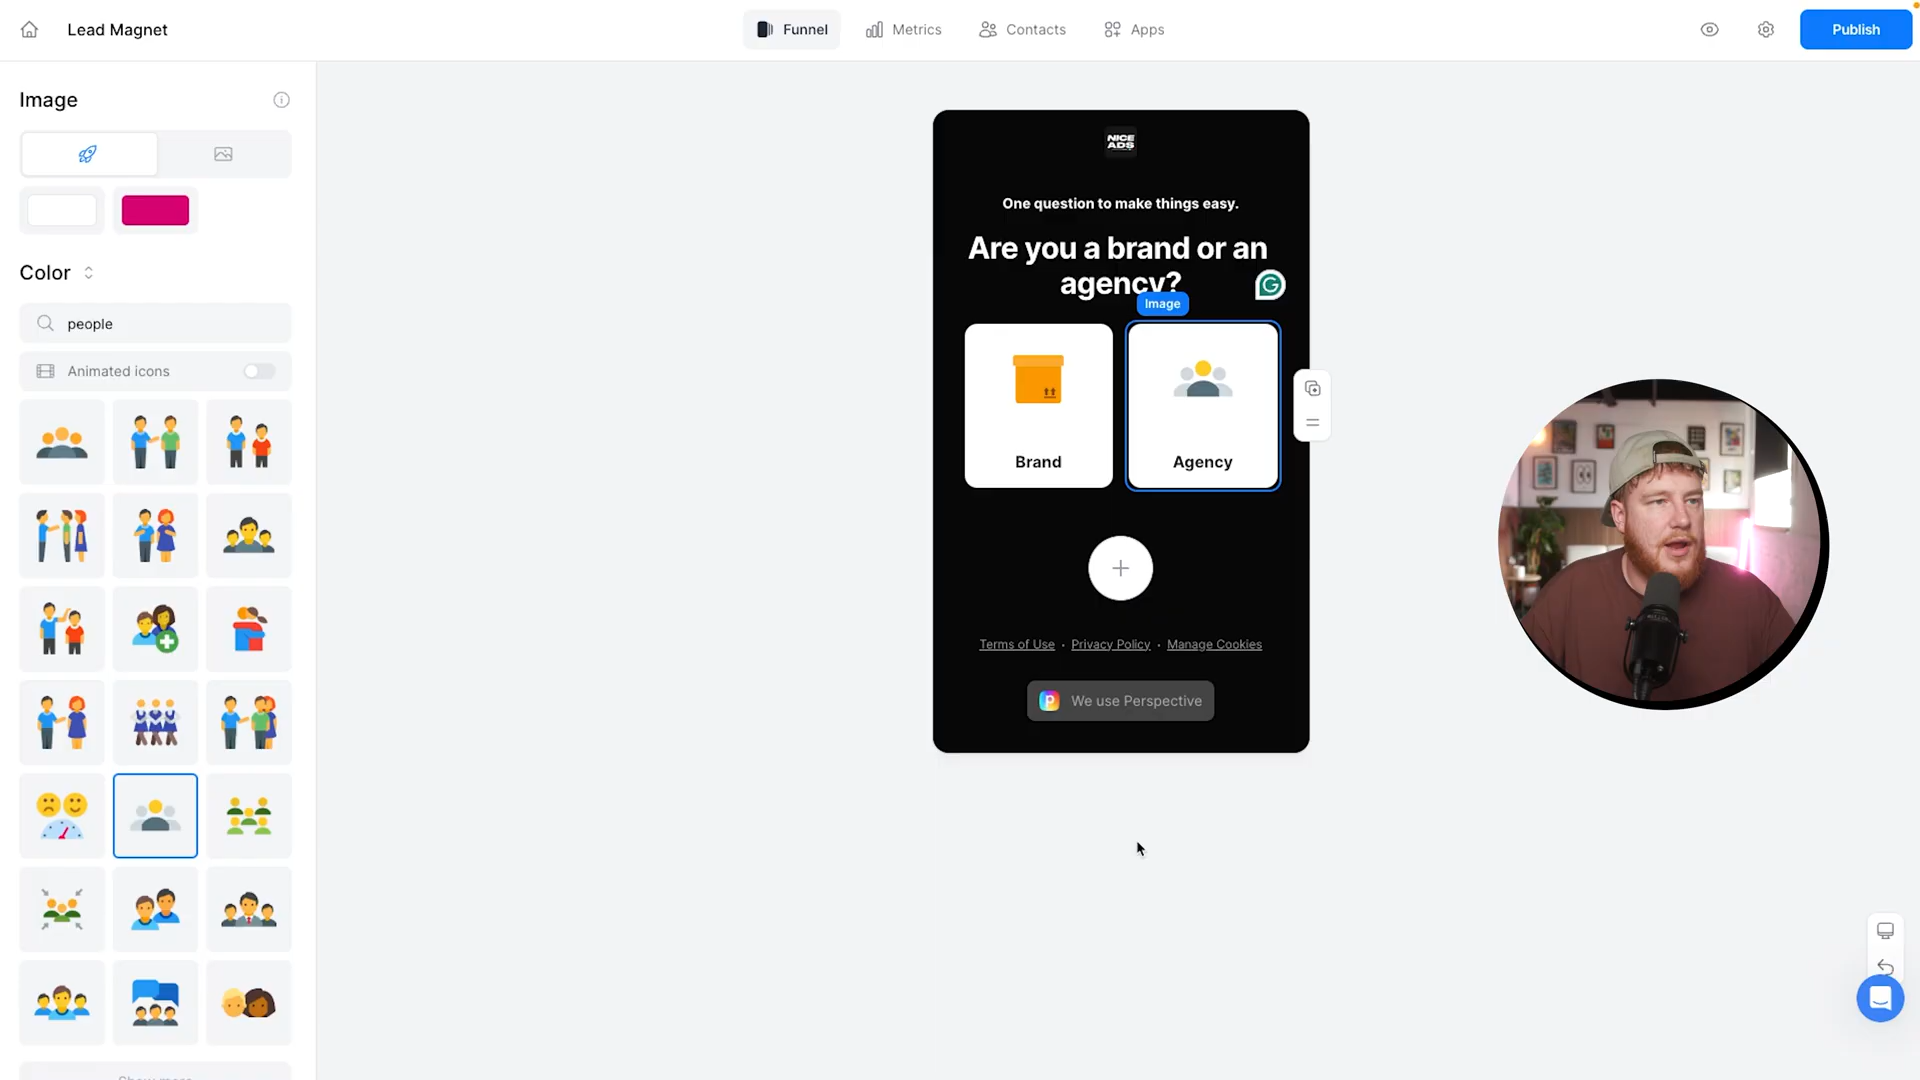 Lead Magnet
Funnel
Metrics
Contacts
Apps
Publish
Image
Color
people
Animated icons
Show more
NICE
ADS
One question to make things easy.
Are you a brand or an
agency?
Image
Brand
Agency
Terms of Use · Privacy Policy · Manage Cookies
We use Perspective